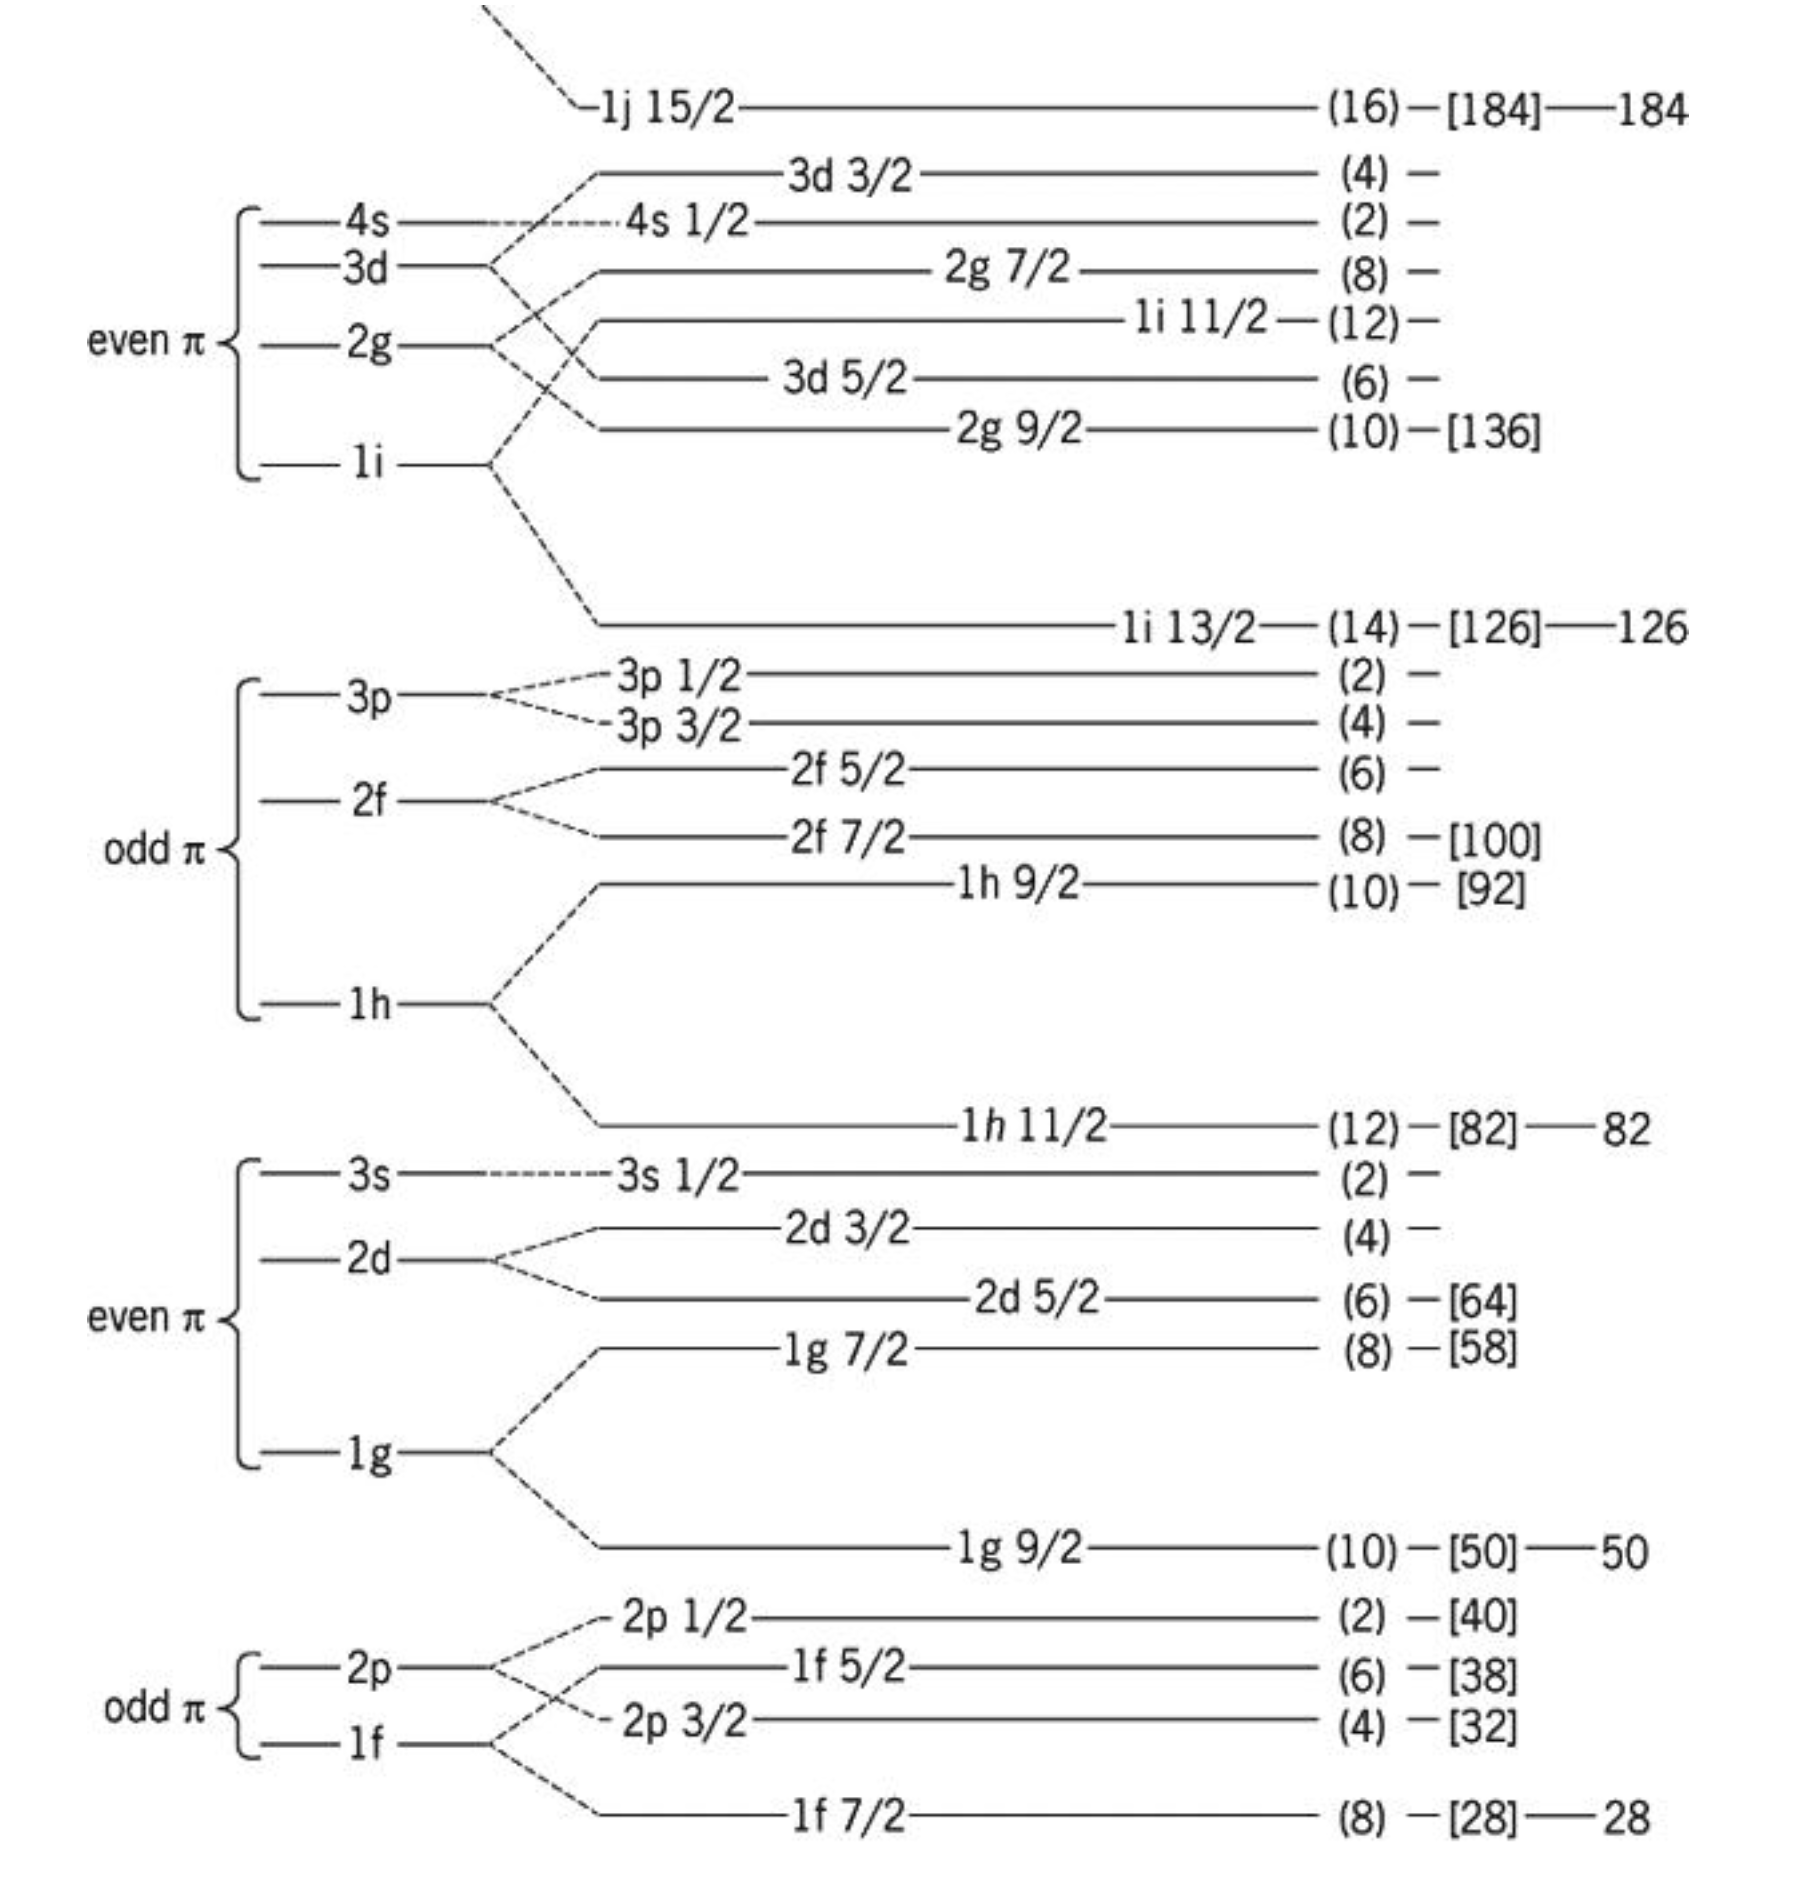 1j 15/2 (16) [184] 184
3d 3/2 (4)
4s 4s 1/2 (2)
3d 2g 7/2 (8)
1i 11/2 (12)
even π 2g
3d 5/2 (6)
2g 9/2 (10) [136]
1i
1i 13/2 (14) [126] 126
3p 3p 1/2 (2)
3p 3/2 (4)
2f 5/2 (6)
2f
2f 7/2 (8) [100]
odd π
1h 9/2 (10) [92]
1h
1h 11/2 (12) [82] 82
3s 3s 1/2 (2)
2d 3/2 (4)
2d
2d 5/2 (6) [64]
even π
1g 7/2 (8) [58]
1g
1g 9/2 (10) [50] 50
2p 1/2 (2) [40]
2p 1f 5/2 (6) [38]
odd π
2p 3/2 (4) [32]
1f
1f 7/2 (8) [28] 28